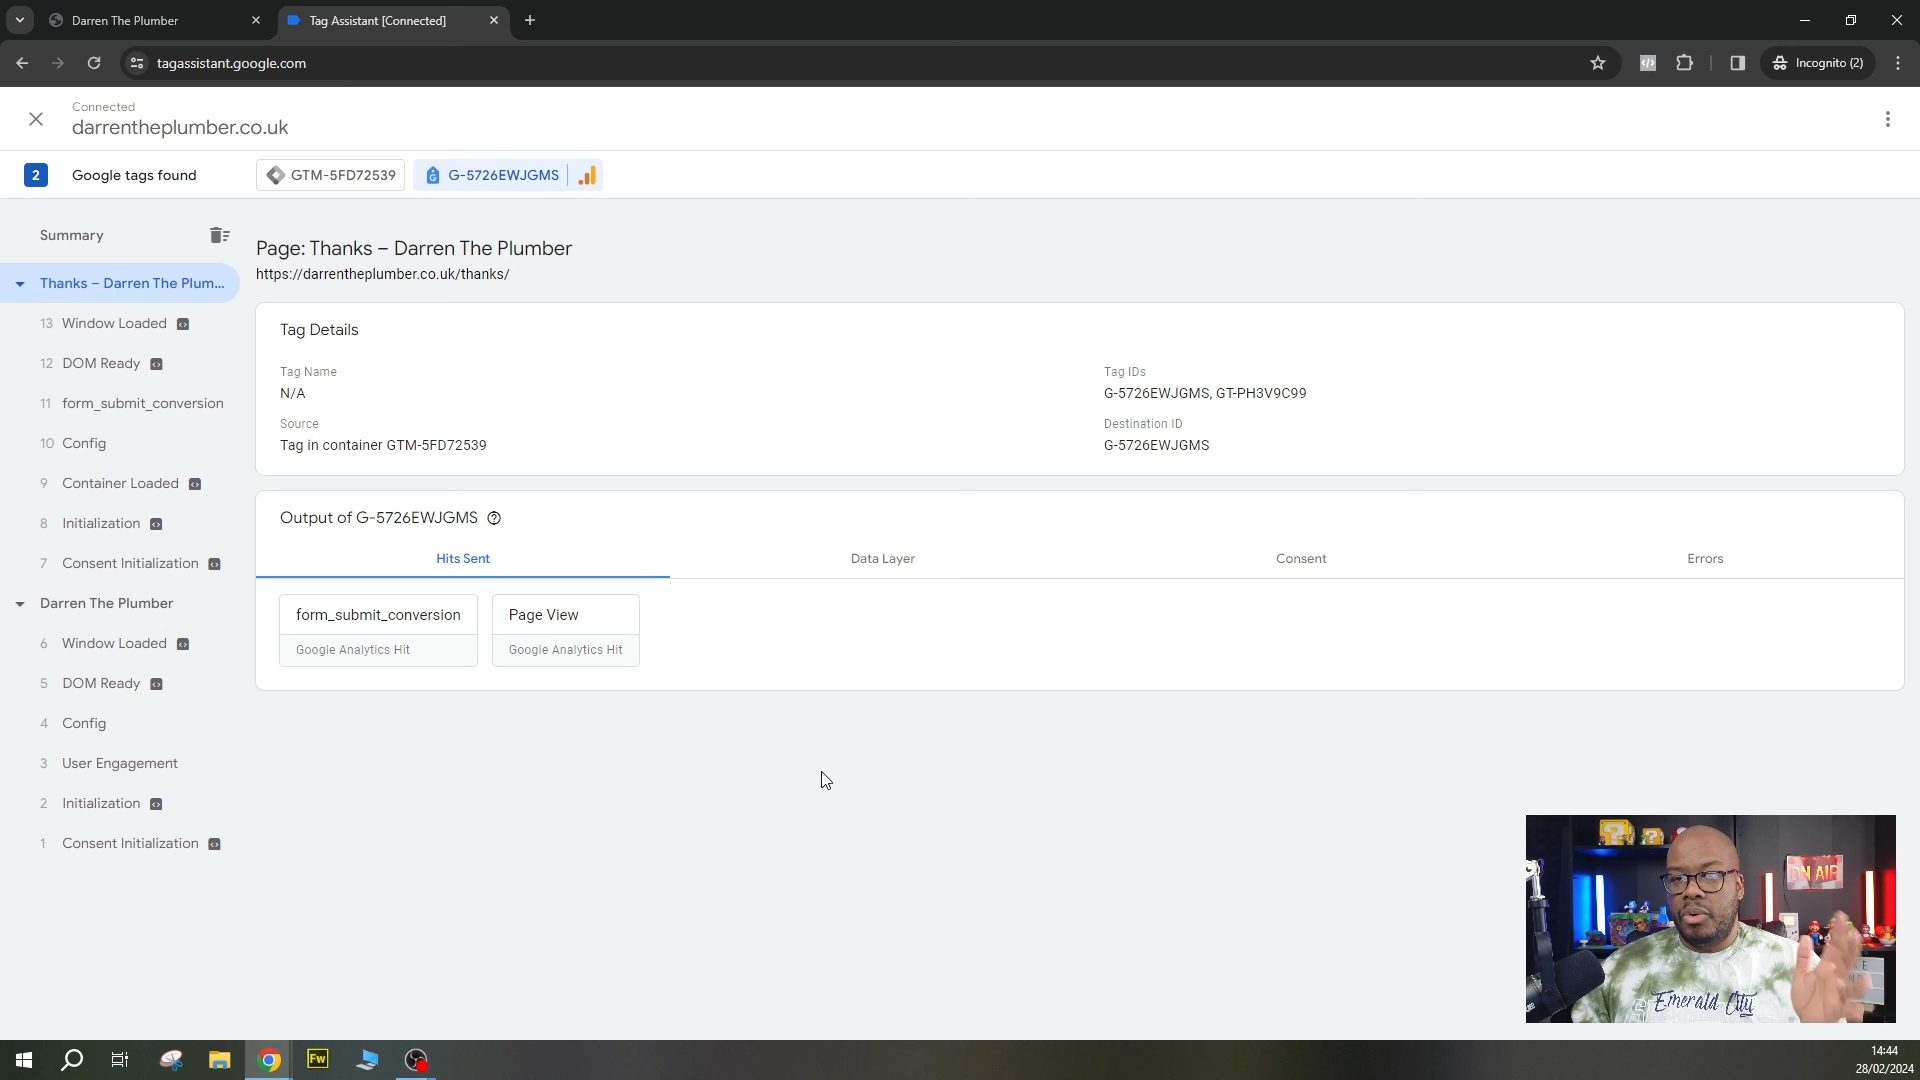 Darren The Plumber
Tag Assistant [Connected]
tagassistant.google.com
Incognito (2)
Connected
darrentheplumber.co.uk
2
Google tags found
GTM-5FD72539
G-5726EWJGMS
Summary
Thanks – Darren The Plum...
13 Window Loaded
12 DOM Ready
11 form_submit_conversion
10 Config
9 Container Loaded
8 Initialization
7 Consent Initialization
Darren The Plumber
6 Window Loaded
5 DOM Ready
4 Config
3 User Engagement
2 Initialization
1 Consent Initialization
Page: Thanks – Darren The Plumber
https://darrentheplumber.co.uk/thanks/
Tag Details
Tag Name
N/A
Source
Tag in container GTM-5FD72539
Tag IDs
G-5726EWJGMS, GT-PH3V9C99
Destination ID
G-5726EWJGMS
Output of G-5726EWJGMS
Hits Sent
Data Layer
Consent
Errors
form_submit_conversion
Google Analytics Hit
Page View
Google Analytics Hit
ON AIR
Emerald City
Fw
14:44
28/02/2024